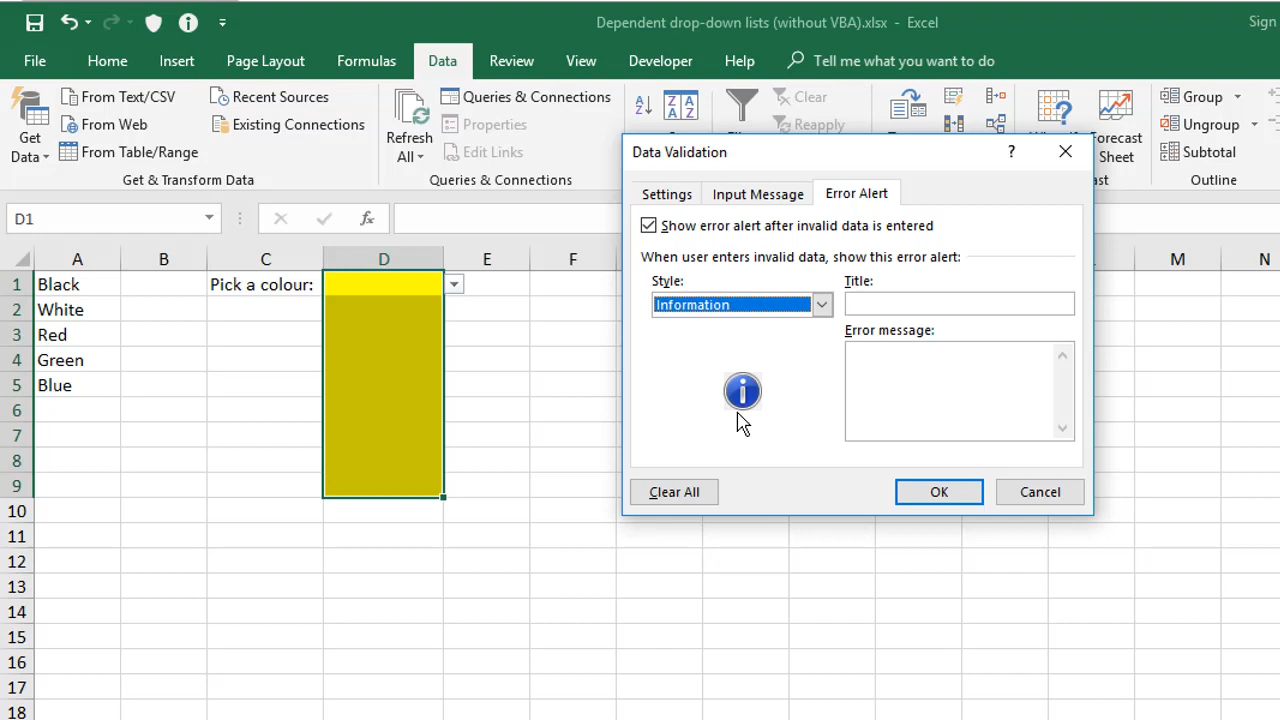 Dependent drop-down lists (without VBA).xlsx - Excel
Sign
File Home Insert Page Layout Formulas Data Review View Developer Help Tell me what you want to do
Get Data
From Text/CSV
From Web
From Table/Range
Recent Sources
Existing Connections
Get & Transform Data
Refresh All
Queries & Connections
Properties
Edit Links
Queries & Connections
A Z
Z A
A Z
Clear
Reapply
Forecast Sheet
Group
Ungroup
Subtotal
Outline
D1
fx
A B C D E F M N
1 Black Pick a colour:
2 White
3 Red
4 Green
5 Blue
6
7
8
9
10
11
12
13
14
15
16
17
18
Data Validation
?
Settings Input Message Error Alert
Show error alert after invalid data is entered
When user enters invalid data, show this error alert:
Style: Title:
Information
Error message:
i
Clear All OK Cancel